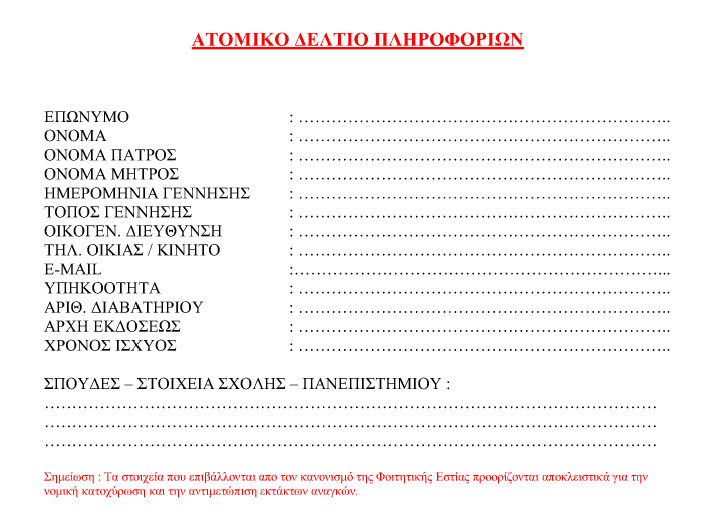 ΑΤΟΜΙΚΟ ΔΕΛΤΙΟ ΠΛΗΡΟΦΟΡΙΩΝ
ΕΠΩΝΥΜΟ : …………………………………………………………..
ΟΝΟΜΑ : …………………………………………………………..
ΟΝΟΜΑ ΠΑΤΡΟΣ : …………………………………………………………..
ΟΝΟΜΑ ΜΗΤΡΟΣ : …………………………………………………………..
ΗΜΕΡΟΜΗΝΙΑ ΓΕΝΝΗΣΗΣ : …………………………………………………………..
ΤΟΠΟΣ ΓΕΝΝΗΣΗΣ : …………………………………………………………..
ΟΙΚΟΓΕΝ. ΔΙΕΥΘΥΝΣΗ : …………………………………………………………..
ΤΗΛ. ΟΙΚΙΑΣ / ΚΙΝΗΤΟ : …………………………………………………………..
E-MAIL :…………………………………………………………...
ΥΠΗΚΟΟΤΗΤΑ : …………………………………………………………..
ΑΡΙΘ. ΔΙΑΒΑΤΗΡΙΟΥ : …………………………………………………………..
ΑΡΧΗ ΕΚΔΟΣΕΩΣ : …………………………………………………………..
ΧΡΟΝΟΣ ΙΣΧΥΟΣ : …………………………………………………………..
ΣΠΟΥΔΕΣ – ΣΤΟΙΧΕΙΑ ΣΧΟΛΗΣ – ΠΑΝΕΠΙΣΤΗΜΙΟΥ :
…………………………………………………………………………………………………
…………………………………………………………………………………………………
…………………………………………………………………………………………………
Σημείωση : Τα στοιχεία που επιβάλλονται απο τον κανονισμό της Φοιτητικής Εστίας προορίζονται αποκλειστικά για την
νομική κατοχύρωση και την αντιμετώπιση εκτάκτων αναγκών.